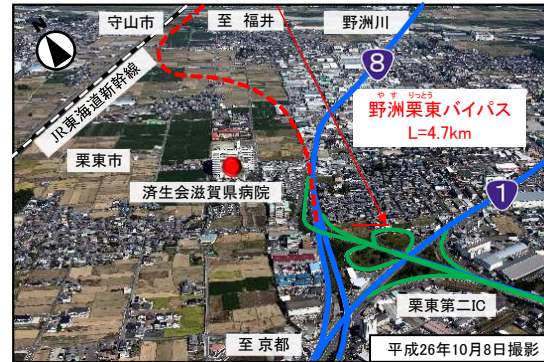 守山市
至 福井
野洲川
8
JR東海道新幹線
やす りっとう
野洲栗東バイパス
L=4.7km
栗東市
済生会滋賀県病院
1
栗東第二IC
至 京都
平成26年10月8日撮影